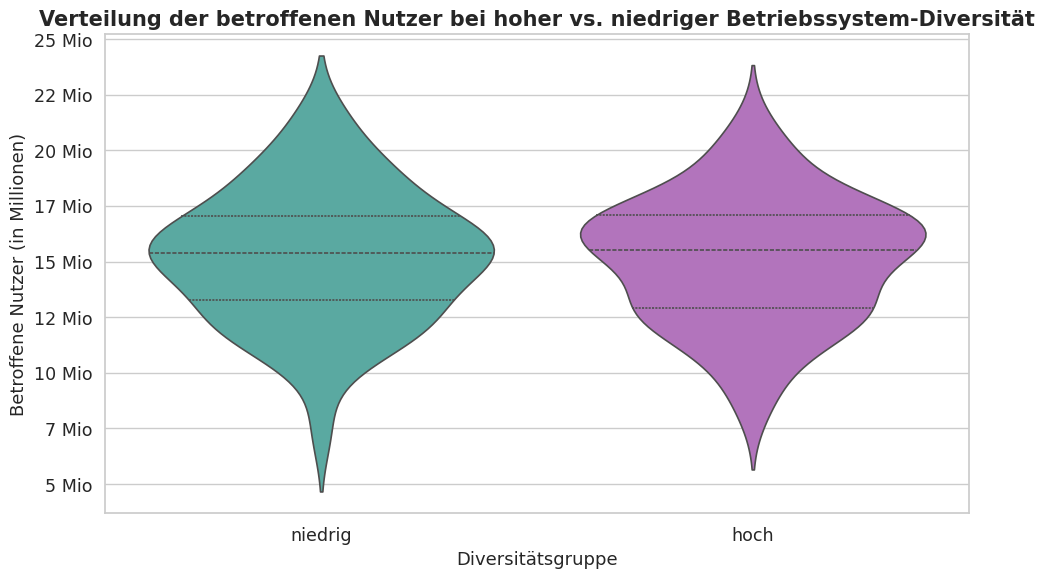 Verteilung der betroffenen Nutzer bei hoher vs. niedriger Betriebssystem-Diversität
25 Mio
22 Mio
20 Mio
17 Mio
15 Mio
12 Mio
10 Mio
7 Mio
5 Mio
Betroffene Nutzer (in Millionen)
niedrig
hoch
Diversitätsgruppe